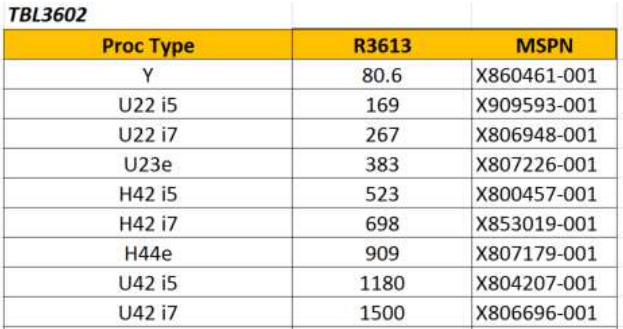 TBL3602
Proc Type R3613 MSPN
Y 80.6 X860461-001
U22 i5 169 X909593-001
U22 i7 267 X806948-001
U23e 383 X807226-001
H42 i5 523 X800457-001
H42 i7 698 X853019-001
H44e 909 X807179-001
U42 i5 1180 X804207-001
U42 i7 1500 X806696-001